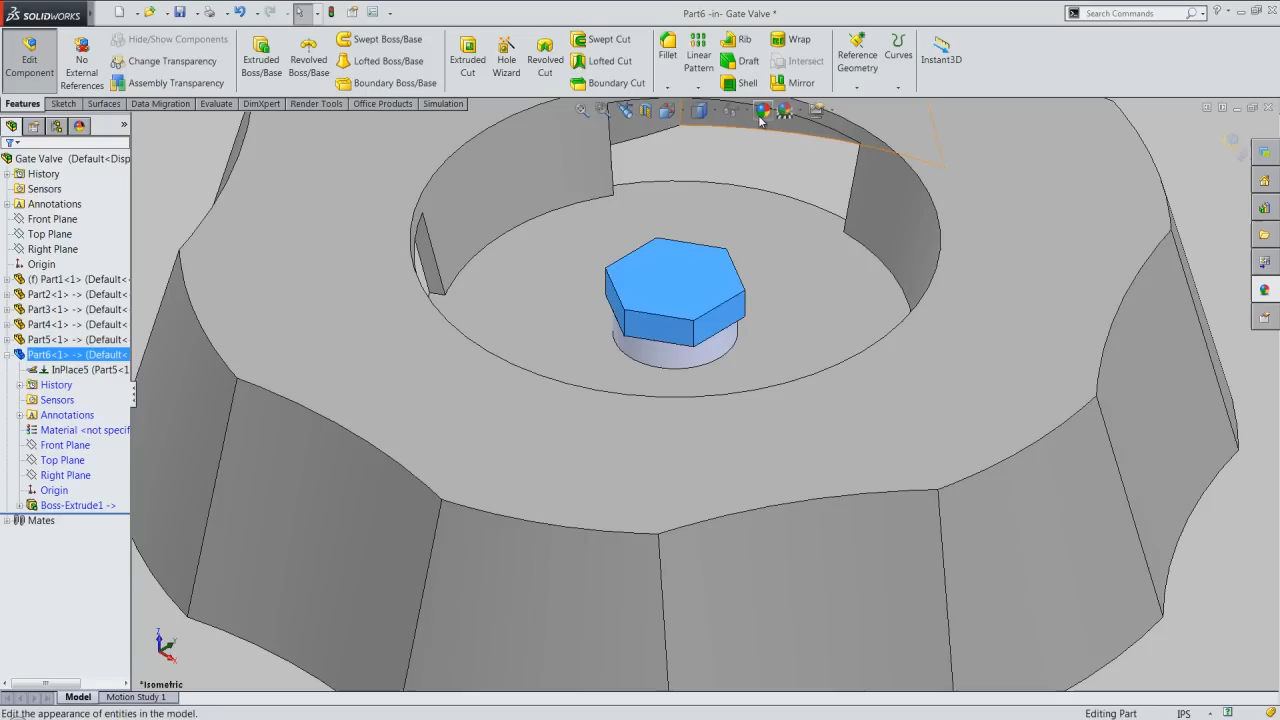 SOLIDWORKS
Part6 -in- Gate Valve *
Search Commands
Edit Component
No External References
Hide/Show Components
Change Transparency
Assembly Transparency
Extruded Boss/Base
Revolved Boss/Base
Swept Boss/Base
Lofted Boss/Base
Boundary Boss/Base
Extruded Cut
Hole Wizard
Revolved Cut
Swept Cut
Lofted Cut
Boundary Cut
Fillet
Linear Pattern
Rib
Draft
Shell
Wrap
Intersect
Mirror
Reference Geometry
Curves
Instant3D
Features
Sketch
Surfaces
Data Migration
Evaluate
DimXpert
Render Tools
Office Products
Simulation
Gate Valve (Default<Disp
History
Sensors
Annotations
Front Plane
Top Plane
Right Plane
Origin
(f) Part1<1> (Default<
Part2<1> -> (Default<
Part3<1> -> (Default<
Part4<1> -> (Default<
Part5<1> -> (Default<
Part6<1> -> (Default<
InPlace5 (Part5<1
History
Sensors
Annotations
Material <not specif
Front Plane
Top Plane
Right Plane
Origin
Boss-Extrude1 ->
Mates
Z
Y
X
*Isometric
Model
Motion Study 1
Edit the appearance of entities in the model.
Editing Part
IPS